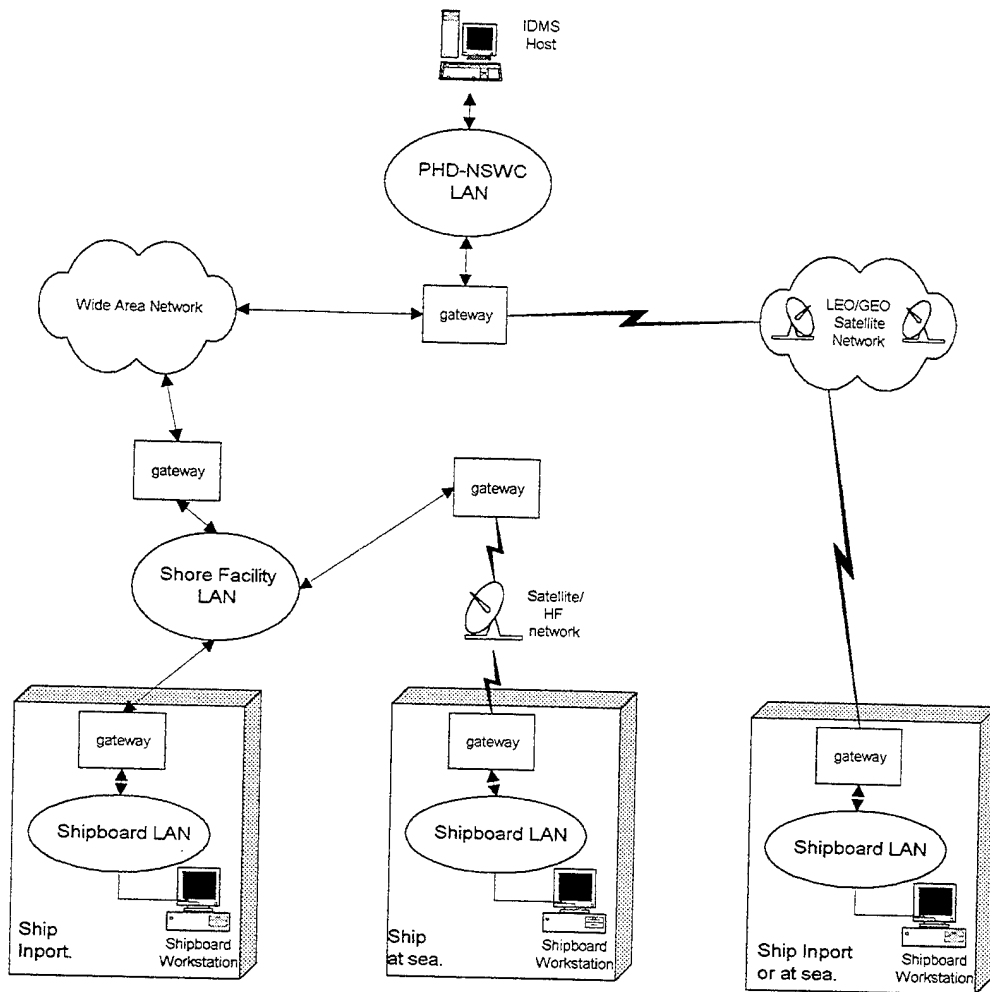 IDMS
Host
PHD-NSWC
LAN
Wide Area Network
gateway
LEO/GEO
Satellite
Network
gateway
gateway
Shore Facility
LAN
Satellite/
HF
network
gateway
Shipboard LAN
Ship
Inport.
Shipboard
Workstation
gateway
Shipboard LAN
Ship
at sea.
Shipboard
Workstation
gateway
Shipboard LAN
Ship Inport
or at sea.
Shipboard
Workstation